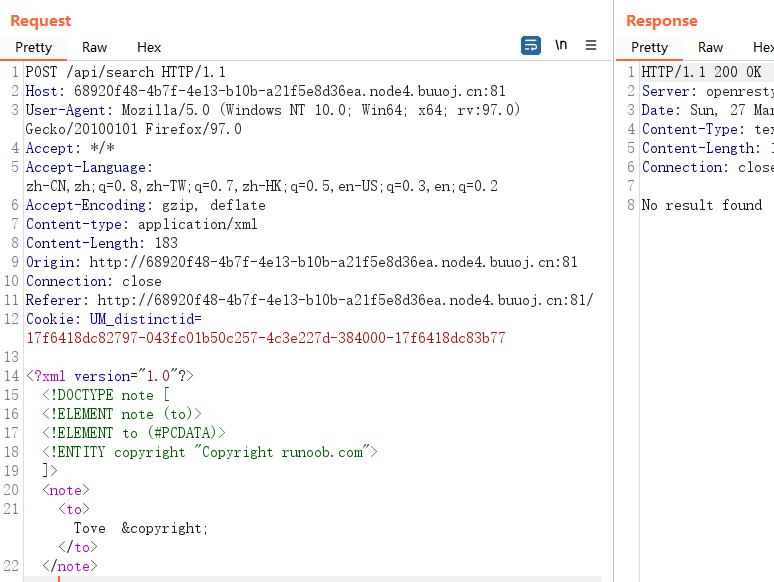 Request
Pretty Raw Hex
\n
1 POST /api/search HTTP/1.1
2 Host: 68920f48-4b7f-4e13-b10b-a21f5e8d36ea.node4.buuoj.cn:81
3 User-Agent: Mozilla/5.0 (Windows NT 10.0; Win64; x64; rv:97.0)
Gecko/20100101 Firefox/97.0
4 Accept: */*
5 Accept-Language:
zh-CN,zh;q=0.8,zh-TW;q=0.7,zh-HK;q=0.5,en-US;q=0.3,en;q=0.2
6 Accept-Encoding: gzip, deflate
7 Content-type: application/xml
8 Content-Length: 183
9 Origin: http://68920f48-4b7f-4e13-b10b-a21f5e8d36ea.node4.buuoj.cn:81
10 Connection: close
11 Referer: http://68920f48-4b7f-4e13-b10b-a21f5e8d36ea.node4.buuoj.cn:81/
12 Cookie: UM_distinctid=
17f6418dc82797-043fc01b50c257-4c3e227d-384000-17f6418dc83b77
13
14 <?xml version="1.0"?>
15 <!DOCTYPE note [
16 <!ELEMENT note (to)>
17 <!ELEMENT to (#PCDATA)>
18 <!ENTITY copyright "Copyright runoob.com">
19 ]>
20 <note>
21 <to>
Tove &copyright;
</to>
22 </note>
Response
Pretty Raw Hex
1 HTTP/1.1 200 OK
2 Server: openresty
3 Date: Sun, 27 Mar
4 Content-Type:
5 Content-Length:
6 Connection: close
7
8 No result found